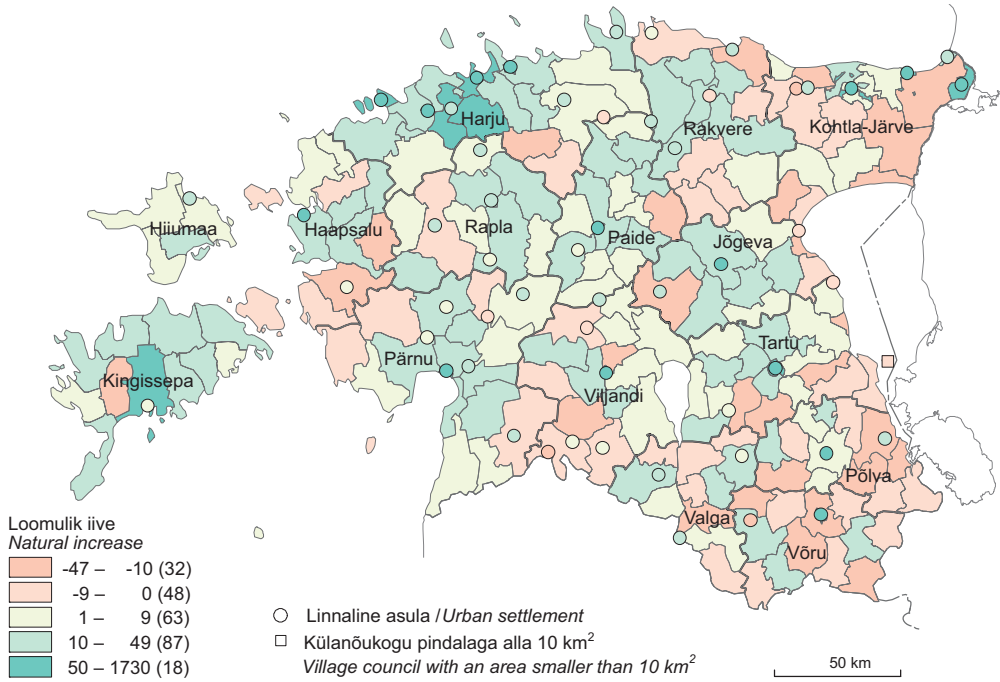 Harju
Rakvere
Kohtla-Järve
Hiiumaa
Haapsalu
Rapla
Paide
Jõgeva
Kingissepa
Pärnu
Viljandi
Tartu
Põlva
Valga
Võru
Loomulik iive
Natural increase
-47 – -10 (32)
-9 – 0 (48)
1 – 9 (63)
10 – 49 (87)
50 – 1730 (18)
Linnaline asula / Urban settlement
Külanõukogu pindalaga alla 10 km²
Village council with an area smaller than 10 km²
50 km